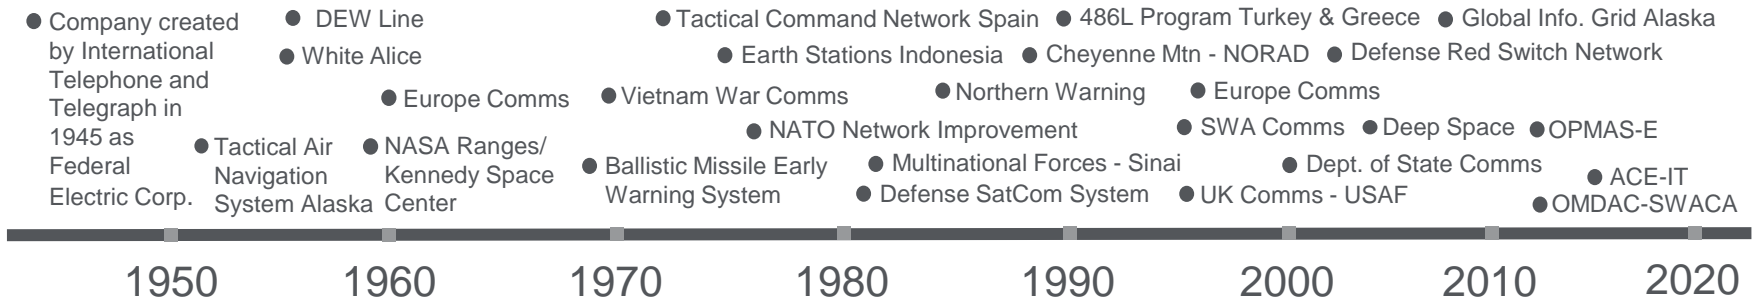 Company created
by International
Telephone and
Telegraph in
1945 as
Federal
Electric Corp.
DEW Line
White Alice
Tactical Air
Navigation
System Alaska
Europe Comms
NASA Ranges/
Kennedy Space
Center
Tactical Command Network Spain
Earth Stations Indonesia
Vietnam War Comms
NATO Network Improvement
Ballistic Missile Early
Warning System
Multinational Forces - Sinai
Defense SatCom System
486L Program Turkey & Greece
Cheyenne Mtn - NORAD
Northern Warning
Europe Comms
SWA Comms
Dept. of State Comms
UK Comms - USAF
Global Info. Grid Alaska
Defense Red Switch Network
Deep Space
OPMAS-E
ACE-IT
OMDAC-SWACA
1950
1960
1970
1980
1990
2000
2010
2020